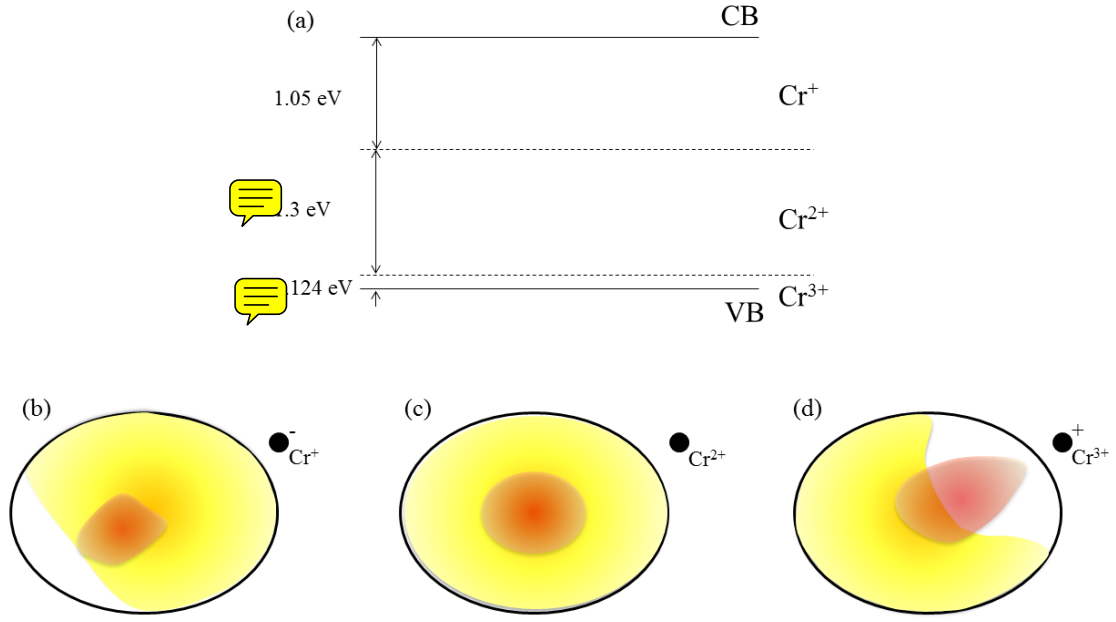 (a)
CB
1.05 eV
Cr⁺
.3 eV
Cr²⁺
.124 eV
Cr³⁺
VB
(b)
(c)
(d)
-
Cr⁺
Cr²⁺
+
Cr³⁺